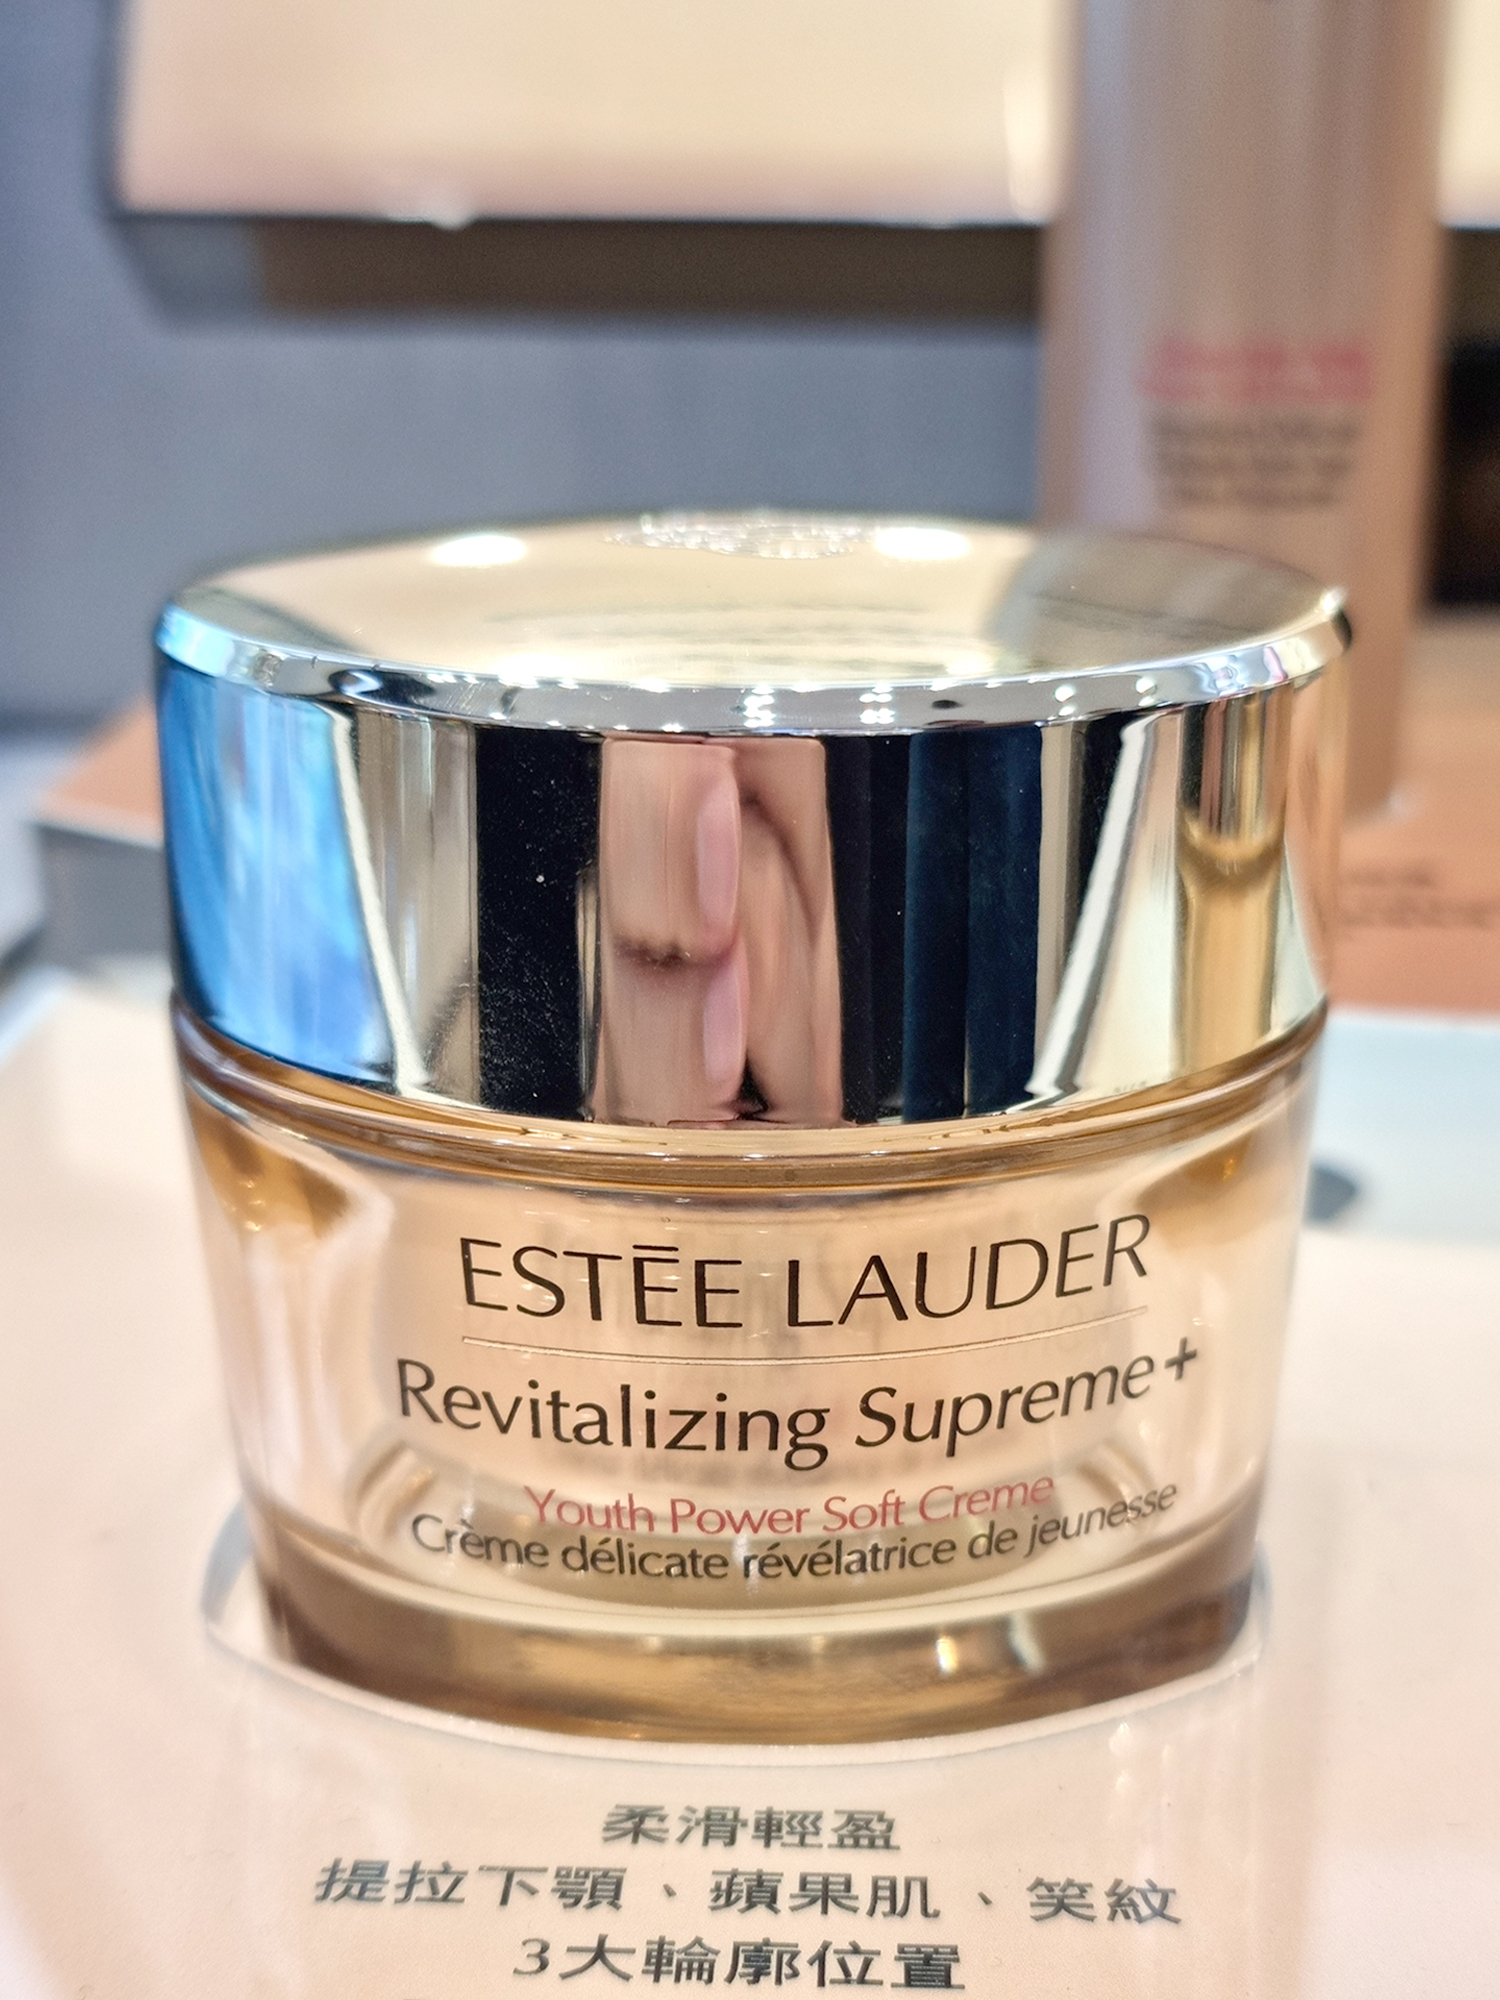 ESTĒE LAUDER
Revitalizing Supreme+
Youth Power Soft Creme
Crème délicate révélatrice de jeunesse
柔滑輕盈
提拉下顎、蘋果肌、笑紋
3大輪廓位置